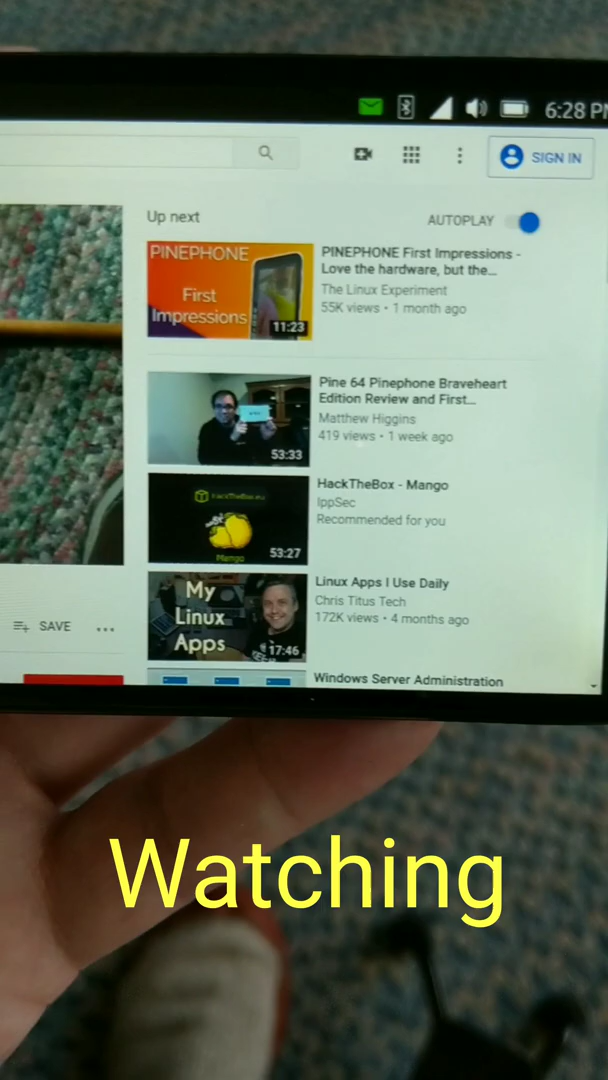 6:28 PM
SIGN IN
Up next
AUTOPLAY
PINEPHONE
First
Impressions
11:23
PINEPHONE First Impressions -
Love the hardware, but the...
The Linux Experiment
55K views • 1 month ago
53:33
Pine 64 Pinephone Braveheart
Edition Review and First...
Matthew Higgins
419 views • 1 week ago
HackTheBox.eu
Mango
53:27
HackTheBox - Mango
IppSec
Recommended for you
My
Linux
Apps
17:46
Linux Apps I Use Daily
Chris Titus Tech
172K views • 4 months ago
SAVE
Windows Server Administration
Watching